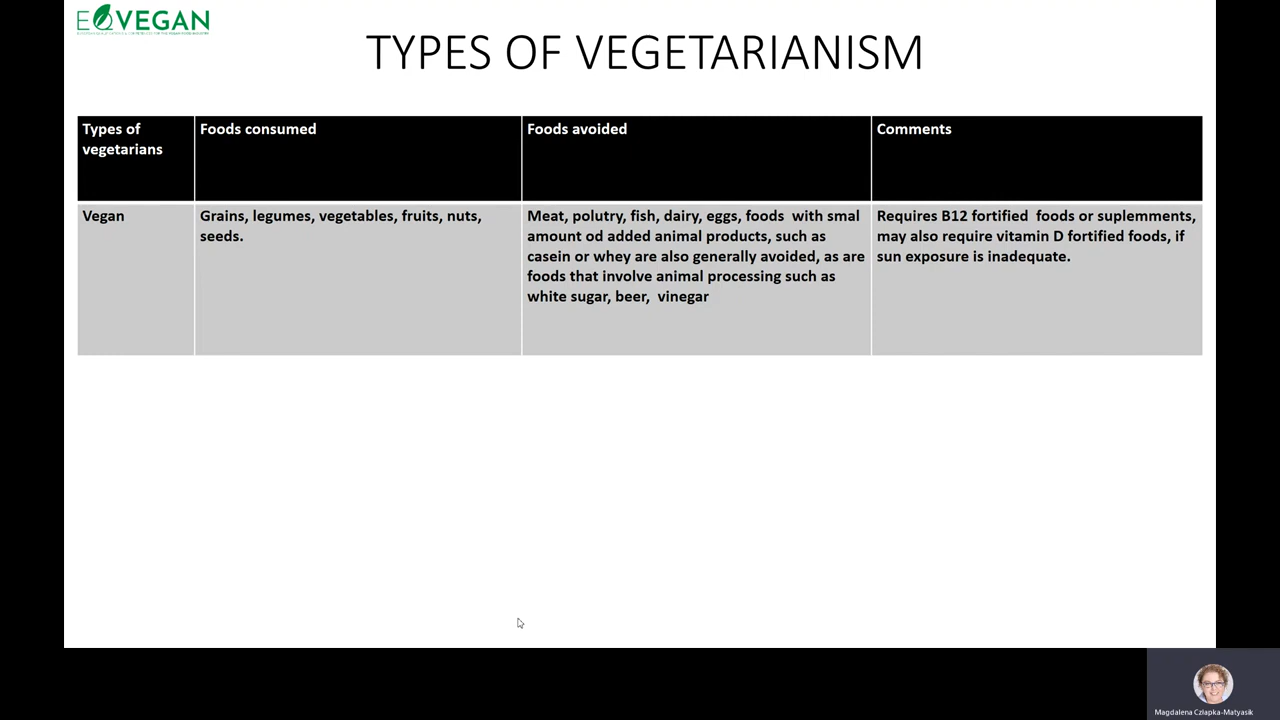 EQVEGAN
TYPES OF VEGETARIANISM
Types of
vegetarians
Foods consumed
Foods avoided
Comments
Vegan
Grains, legumes, vegetables, fruits, nuts,
seeds.
Meat, polutry, fish, dairy, eggs, foods with smal
amount od added animal products, such as
casein or whey are also generally avoided, as are
foods that involve animal processing such as
white sugar, beer, vinegar
Requires B12 fortified foods or suplemments,
may also require vitamin D fortified foods, if
sun exposure is inadequate.
Magdalena Człapka-Matyasik